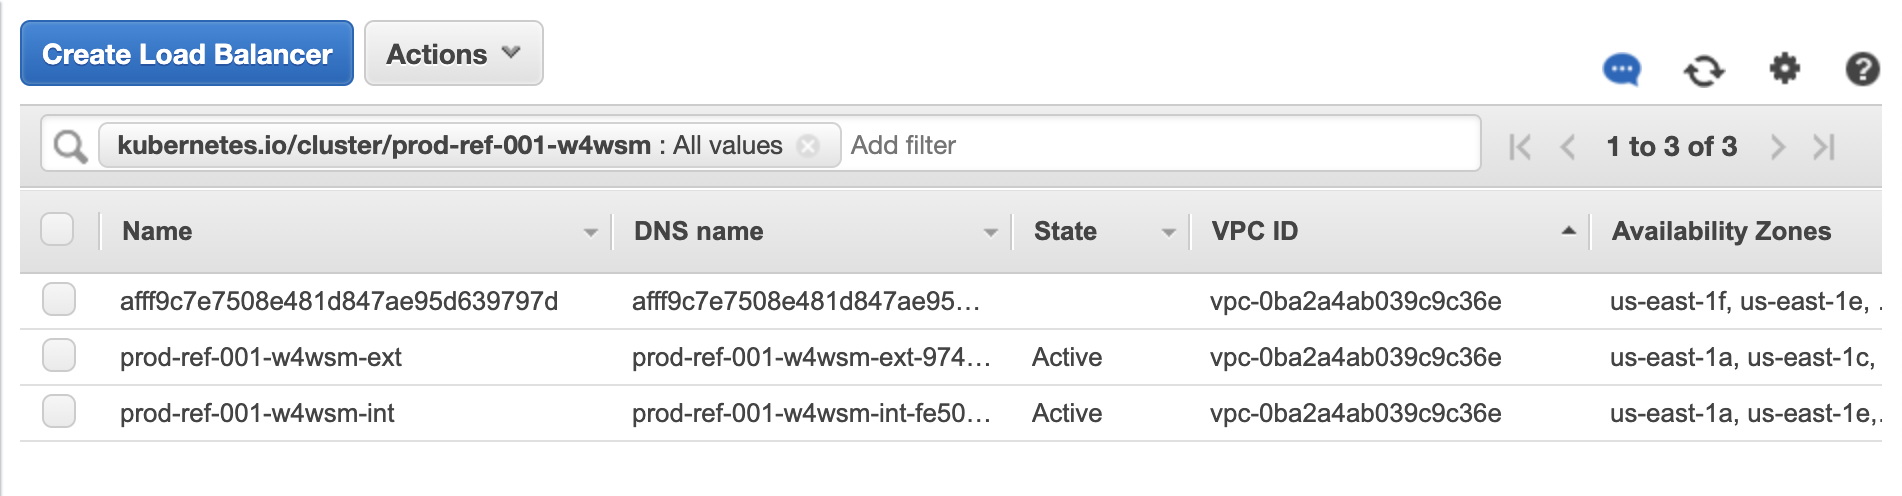 Create Load Balancer Actions
kubernetes.io/cluster/prod-ref-001-w4wsm : All values Add filter 1 to 3 of 3
Name DNS name State VPC ID Availability Zones
afff9c7e7508e481d847ae95d639797d afff9c7e7508e481d847ae95… vpc-0ba2a4ab039c9c36e us-east-1f, us-east-1e, .
prod-ref-001-w4wsm-ext prod-ref-001-w4wsm-ext-974… Active vpc-0ba2a4ab039c9c36e us-east-1a, us-east-1c,
prod-ref-001-w4wsm-int prod-ref-001-w4wsm-int-fe50… Active vpc-0ba2a4ab039c9c36e us-east-1a, us-east-1e,.